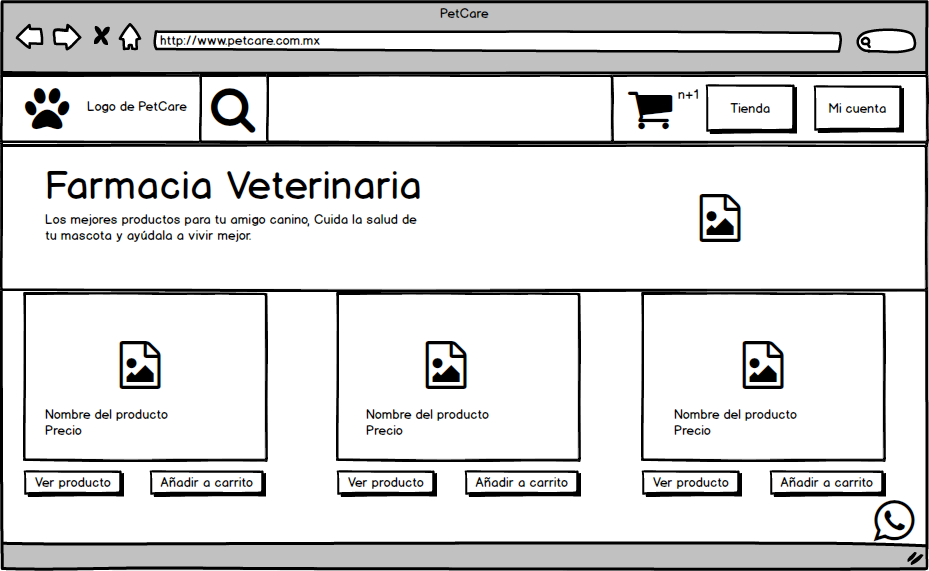 PetCare
http://www.petcare.com.mx
Logo de PetCare
n+1
Tienda
Mi cuenta
Farmacia Veterinaria
Los mejores productos para tu amigo canino, Cuida la salud de
tu mascota y ayúdala a vivir mejor.
Nombre del producto
Precio
Nombre del producto
Precio
Nombre del producto
Precio
Ver producto
Añadir a carrito
Ver producto
Añadir a carrito
Ver producto
Añadir a carrito